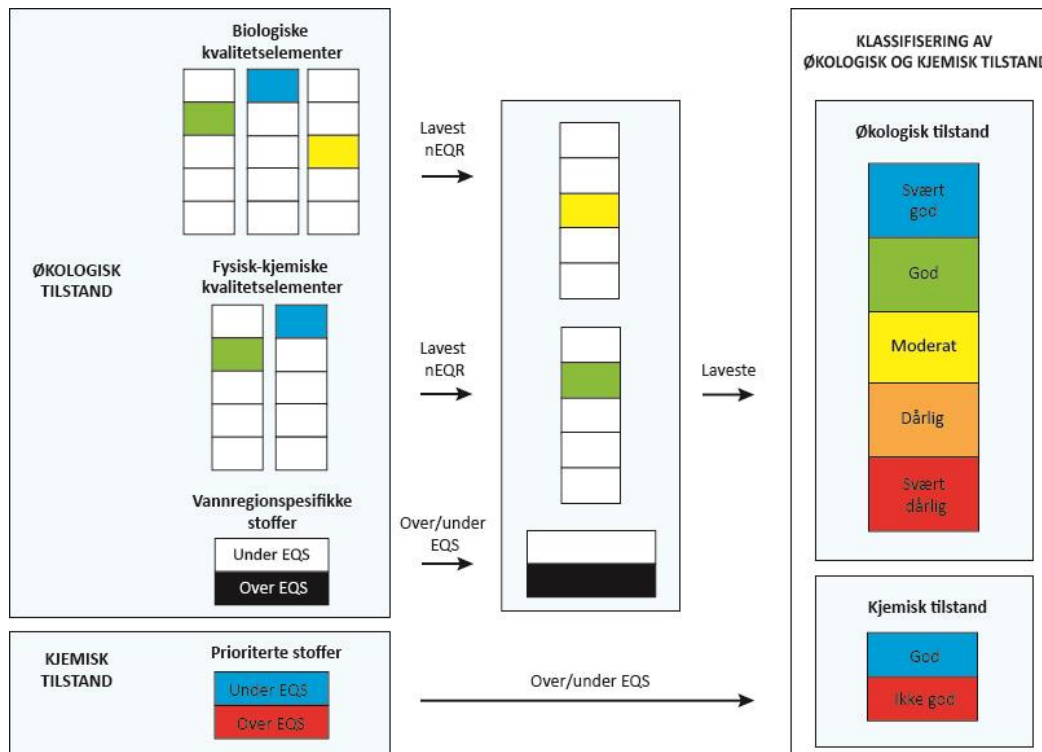 Biologiske
kvalitetselementer
ØKOLOGISK
TILSTAND
Fysisk-kjemiske
kvalitetselementer
Vannregionspesifikke
stoffer
Under EQS
Over EQS
KJEMISK
TILSTAND
Prioriterte stoffer
Under EQS
Over EQS
Lavest
nEQR
Lavest
nEQR
Over/under
EQS
Over/under EQS
Laveste
KLASSIFISERING AV
ØKOLOGISK OG KJEMISK TILSTAND
Økologisk tilstand
Svært
god
God
Moderat
Dårlig
Svært
dårlig
Kjemisk tilstand
God
Ikke god